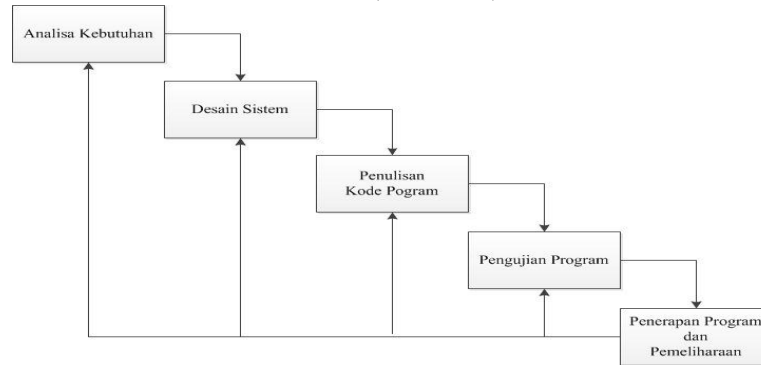 Analisa Kebutuhan
Desain Sistem
Penulisan
Kode Pogram
Pengujian Program
Penerapan Program
dan
Pemeliharaan